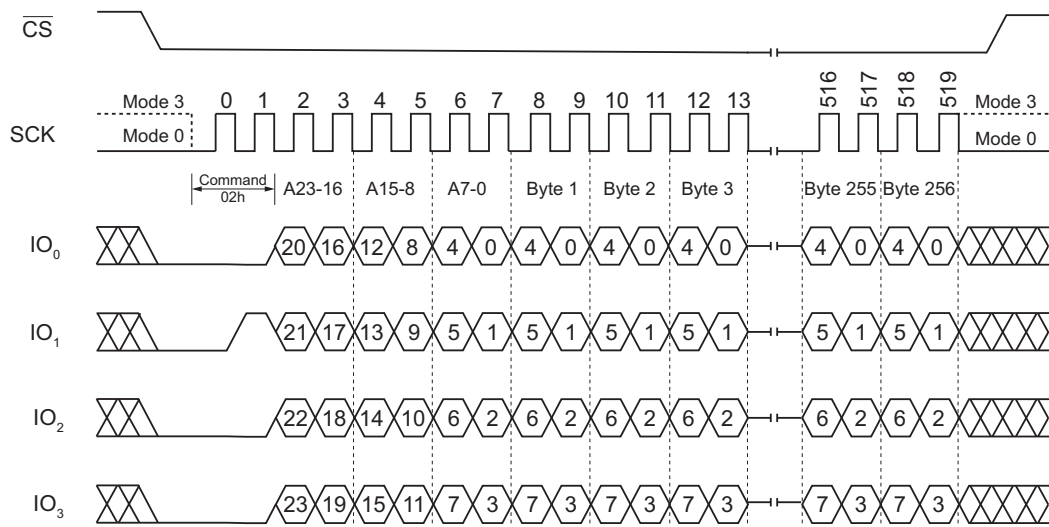 CS
Mode 3 0 1 2 3 4 5 6 7 8 9 10 11 12 13 516 517 518 519 Mode 3
SCK Mode 0 Mode 0
Command 02h A23-16 A15-8 A7-0 Byte 1 Byte 2 Byte 3 Byte 255 Byte 256
IO0 20 16 12 8 4 0 4 0 4 0 4 0 4 0 4 0
IO1 21 17 13 9 5 1 5 1 5 1 5 1 5 1 5 1
IO2 22 18 14 10 6 2 6 2 6 2 6 2 6 2 6 2
IO3 23 19 15 11 7 3 7 3 7 3 7 3 7 3 7 3